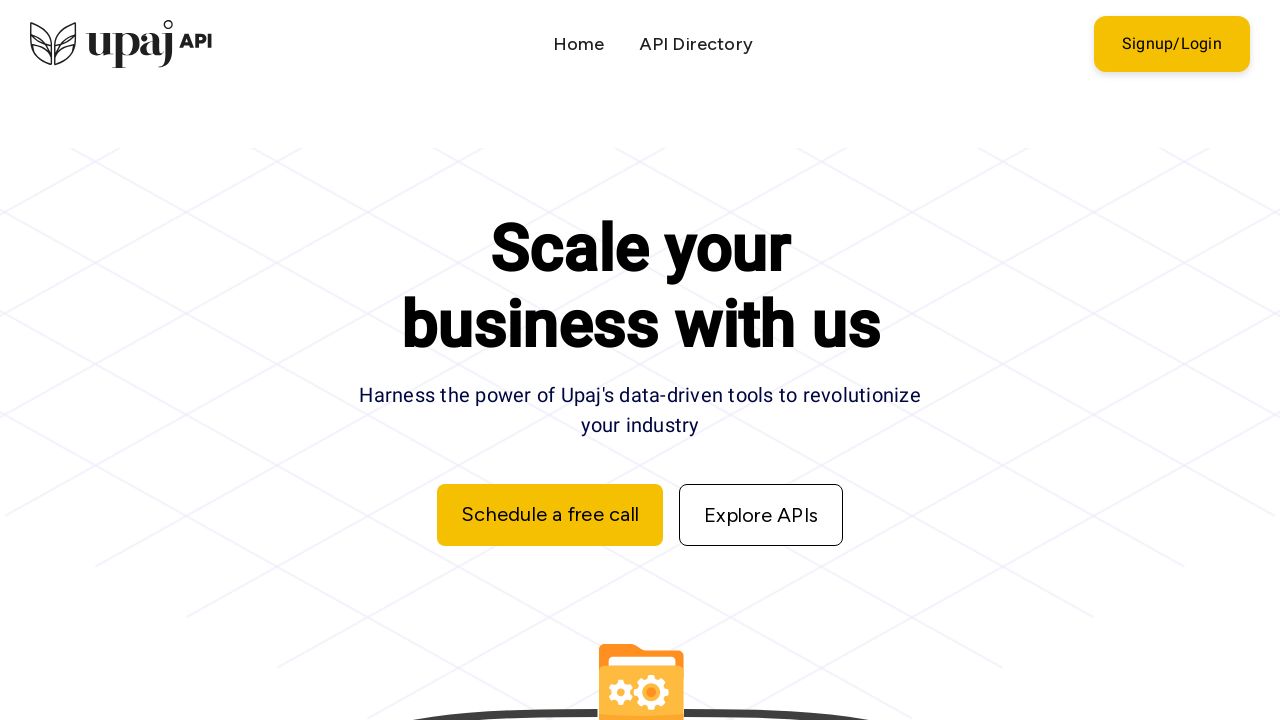 upaj API
Home
API Directory
Signup/Login
Scale your
business with us
Harness the power of Upaj's data-driven tools to revolutionize
your industry
Schedule a free call
Explore APIs